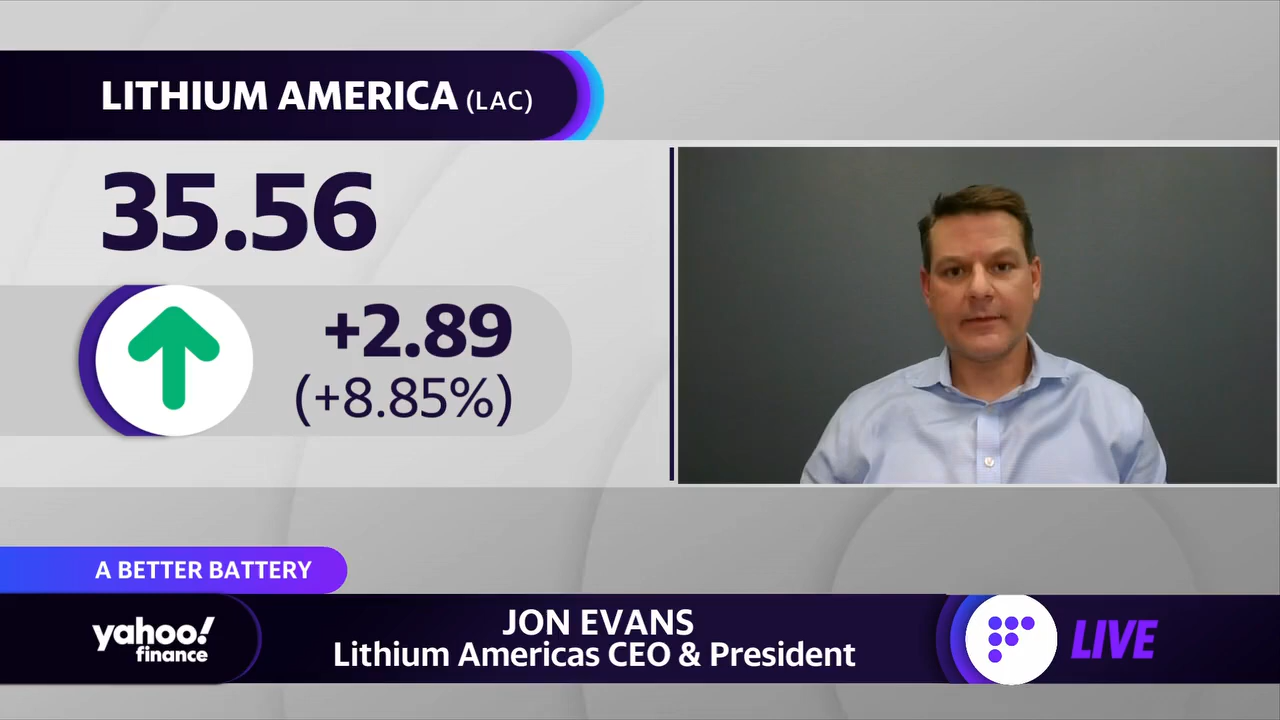 LITHIUM AMERICA (LAC)
35.56
+2.89
(+8.85%)
A BETTER BATTERY
yahoo!
finance
JON EVANS
Lithium Americas CEO & President
LIVE